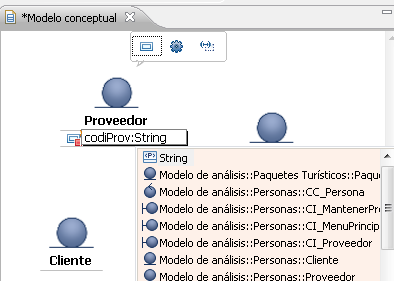 *Modelo conceptual
Proveedor
codiProv:String
<P> String
Modelo de análisis::Paquetes Turísticos::Paque
Modelo de análisis::Personas::CC_Persona
Modelo de análisis::Personas::CI_MantenerPr
Modelo de análisis::Personas::CI_MenuPrincip
Modelo de análisis::Personas::CI_Proveedor
Cliente
Modelo de análisis::Personas::Cliente
Modelo de análisis::Personas::Proveedor